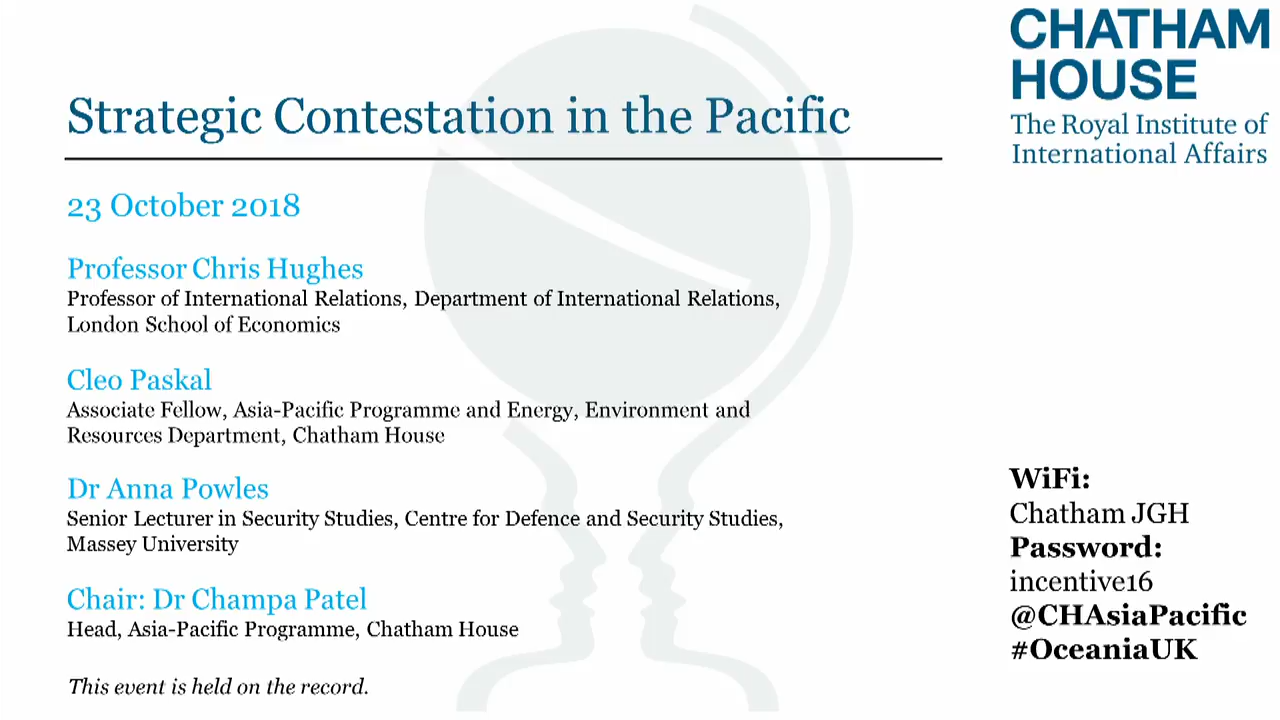 Strategic Contestation in the Pacific
23 October 2018
Professor Chris Hughes
Professor of International Relations, Department of International Relations,
London School of Economics
Cleo Paskal
Associate Fellow, Asia-Pacific Programme and Energy, Environment and
Resources Department, Chatham House
Dr Anna Powles
Senior Lecturer in Security Studies, Centre for Defence and Security Studies,
Massey University
Chair: Dr Champa Patel
Head, Asia-Pacific Programme, Chatham House
This event is held on the record.
CHATHAM
HOUSE
The Royal Institute of
International Affairs
WiFi:
Chatham JGH
Password:
incentive16
@CHAsiaPacific
#OceaniaUK